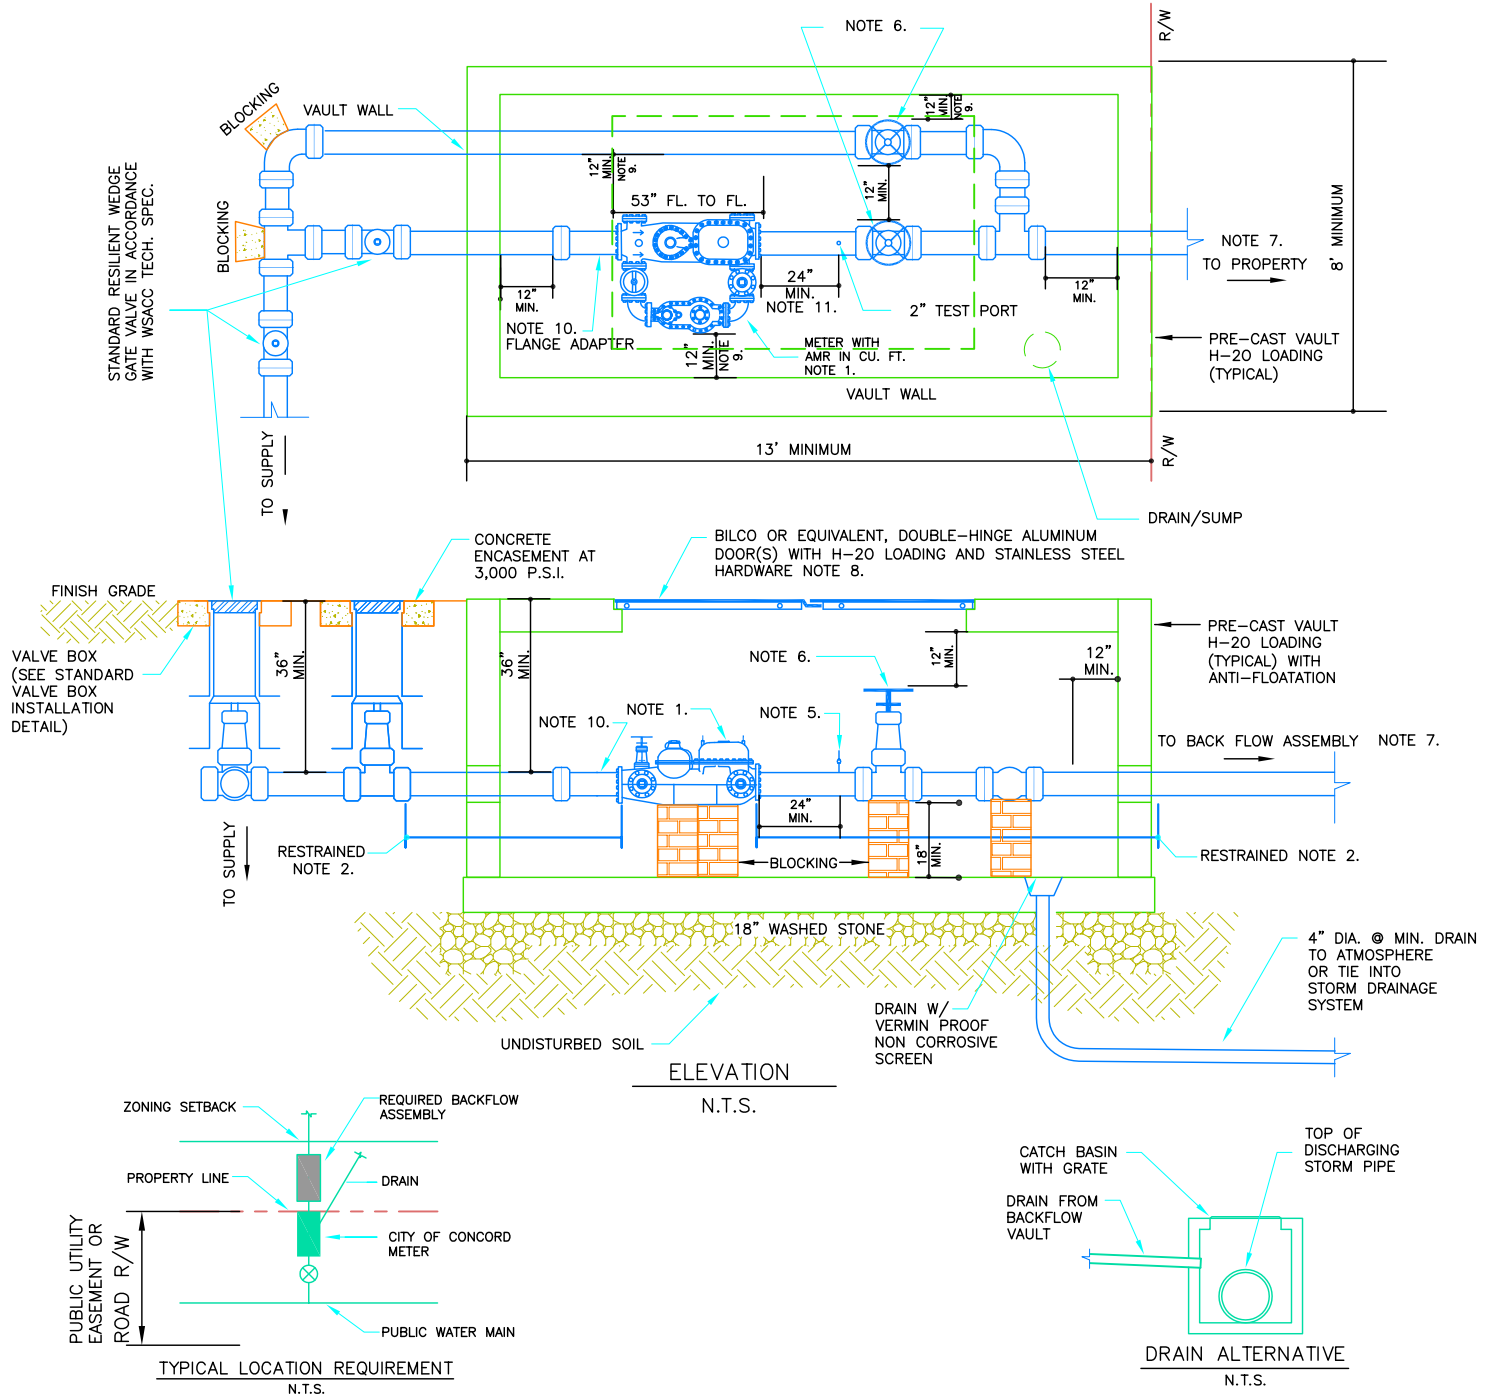 NOTE 6.
R/W
BLOCKING
VAULT WALL
12"
MIN.
NOTE
9.
STANDARD RESILIENT WEDGE
GATE VALVE IN ACCORDANCE
WITH WSACC TECH. SPEC.
12"
MIN.
NOTE
9.
53" FL. TO FL.
12"
MIN.
8' MINIMUM
BLOCKING
NOTE 7.
TO PROPERTY
12"
MIN.
24"
MIN.
NOTE 11.
12"
MIN.
2" TEST PORT
NOTE 10.
FLANGE ADAPTER
12"
MIN.
NOTE
9.
METER WITH
AMR IN CU. FT.
NOTE 1.
PRE-CAST VAULT
H-20 LOADING
(TYPICAL)
VAULT WALL
13' MINIMUM
R/W
TO SUPPLY
DRAIN/SUMP
CONCRETE
ENCASEMENT AT
3,000 P.S.I.
BILCO OR EQUIVALENT, DOUBLE-HINGE ALUMINUM
DOOR(S) WITH H-20 LOADING AND STAINLESS STEEL
HARDWARE NOTE 8.
FINISH GRADE
VALVE BOX
(SEE STANDARD
VALVE BOX
INSTALLATION
DETAIL)
36"
MIN.
36"
MIN.
NOTE 6.
12"
MIN.
12"
MIN.
PRE-CAST VAULT
H-20 LOADING
(TYPICAL) WITH
ANTI-FLOATATION
NOTE 10.
NOTE 1.
NOTE 5.
TO BACK FLOW ASSEMBLY NOTE 7.
24"
MIN.
TO SUPPLY
RESTRAINED
NOTE 2.
BLOCKING
18"
MIN.
RESTRAINED NOTE 2.
18" WASHED STONE
4" DIA. @ MIN. DRAIN
TO ATMOSPHERE
OR TIE INTO
STORM DRAINAGE
SYSTEM
DRAIN W/
VERMIN PROOF
NON CORROSIVE
SCREEN
UNDISTURBED SOIL
ELEVATION
N.T.S.
ZONING SETBACK
REQUIRED BACKFLOW
ASSEMBLY
PROPERTY LINE
DRAIN
CITY OF CONCORD
METER
PUBLIC UTILITY
EASEMENT OR
ROAD R/W
PUBLIC WATER MAIN
TYPICAL LOCATION REQUIREMENT
N.T.S.
TOP OF
DISCHARGING
STORM PIPE
CATCH BASIN
WITH GRATE
DRAIN FROM
BACKFLOW
VAULT
DRAIN ALTERNATIVE
N.T.S.